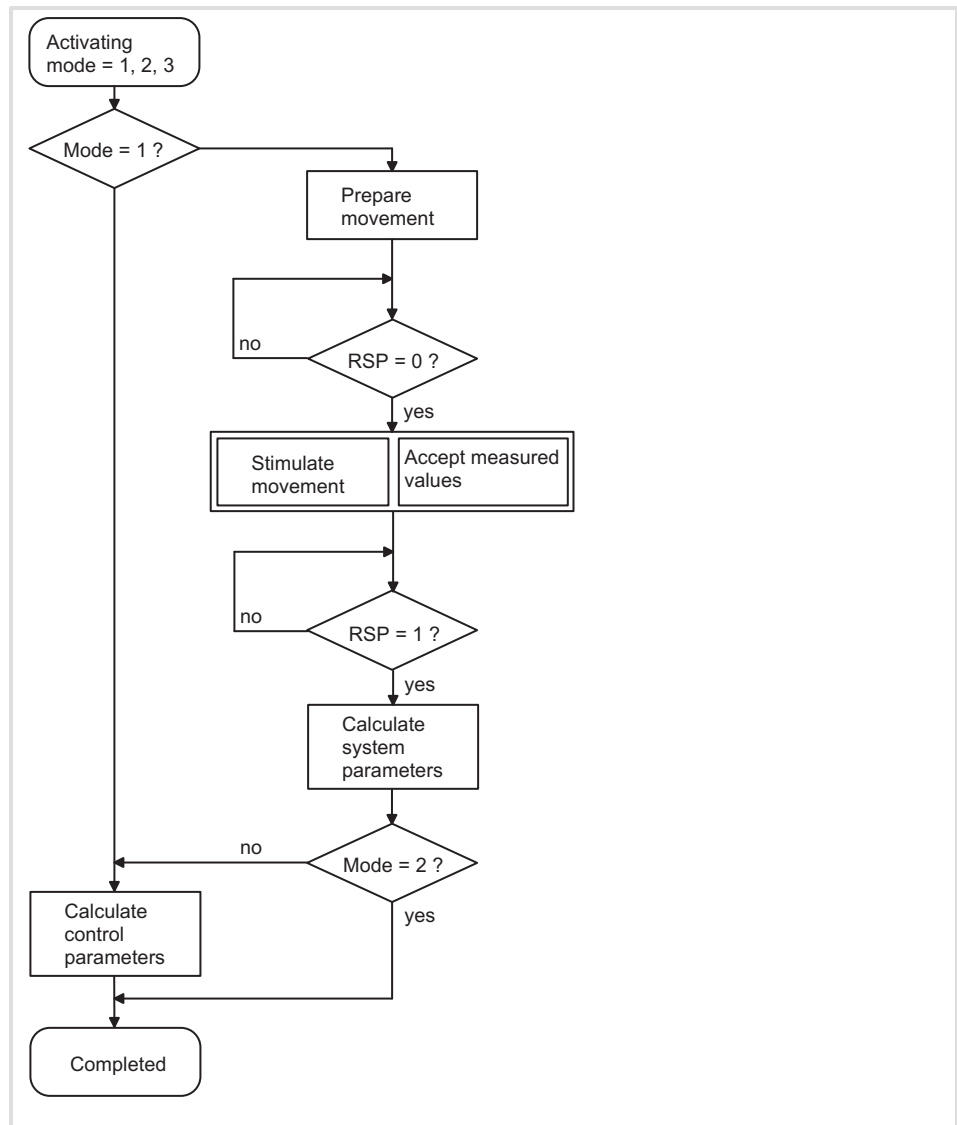 Activating
mode = 1, 2, 3
Mode = 1 ?
Prepare
movement
no
RSP = 0 ?
yes
Stimulate
movement
Accept measured
values
no
RSP = 1 ?
yes
Calculate
system
parameters
no
Mode = 2 ?
yes
Calculate
control
parameters
Completed